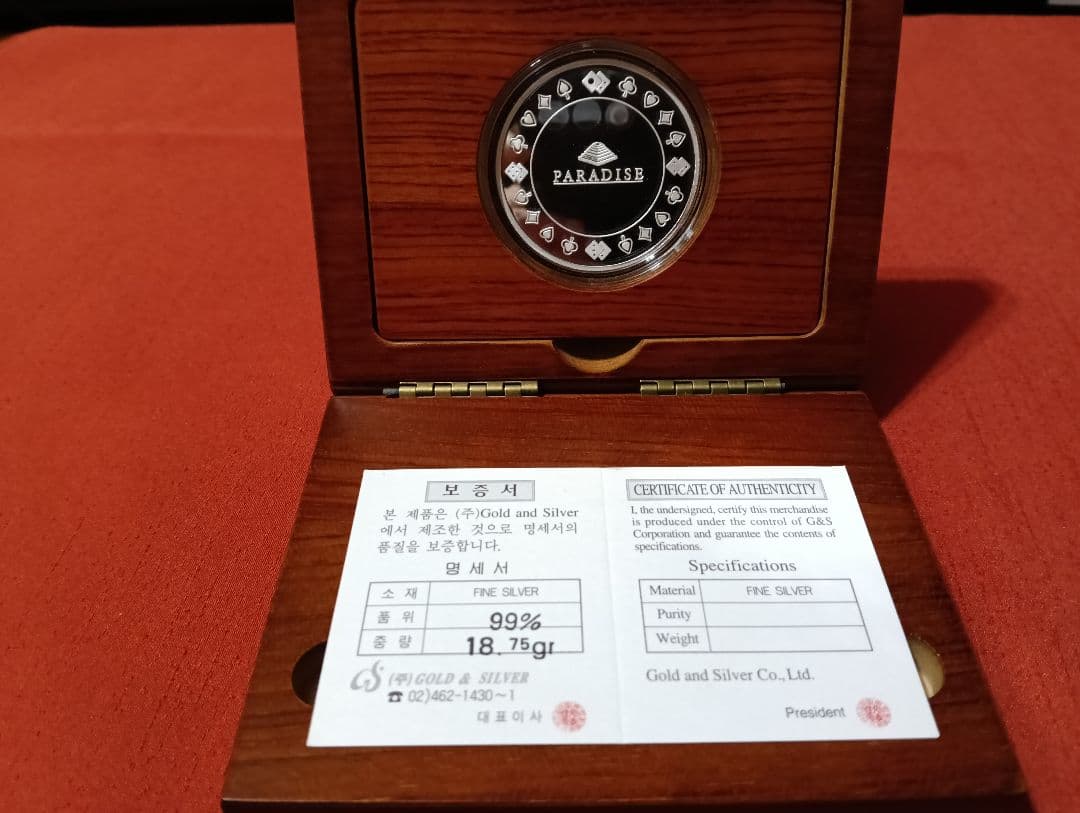 PARADISE
보 증 서
본 제품은 (주)Gold and Silver
에서 제조한 것으로 명세서의
품질을 보증합니다.
명 세 서
소 재 FINE SILVER
품 위 99%
중 량 18.75gr
GS (주)GOLD & SILVER
☎ 02)462-1430~1
대표이사
CERTIFICATE OF AUTHENTICITY
I, the undersigned, certify this merchandise
is produced under the control of G&S
Corporation and guarantee the contents of
specifications.
Specifications
Material FINE SILVER
Purity
Weight
Gold and Silver Co., Ltd.
President